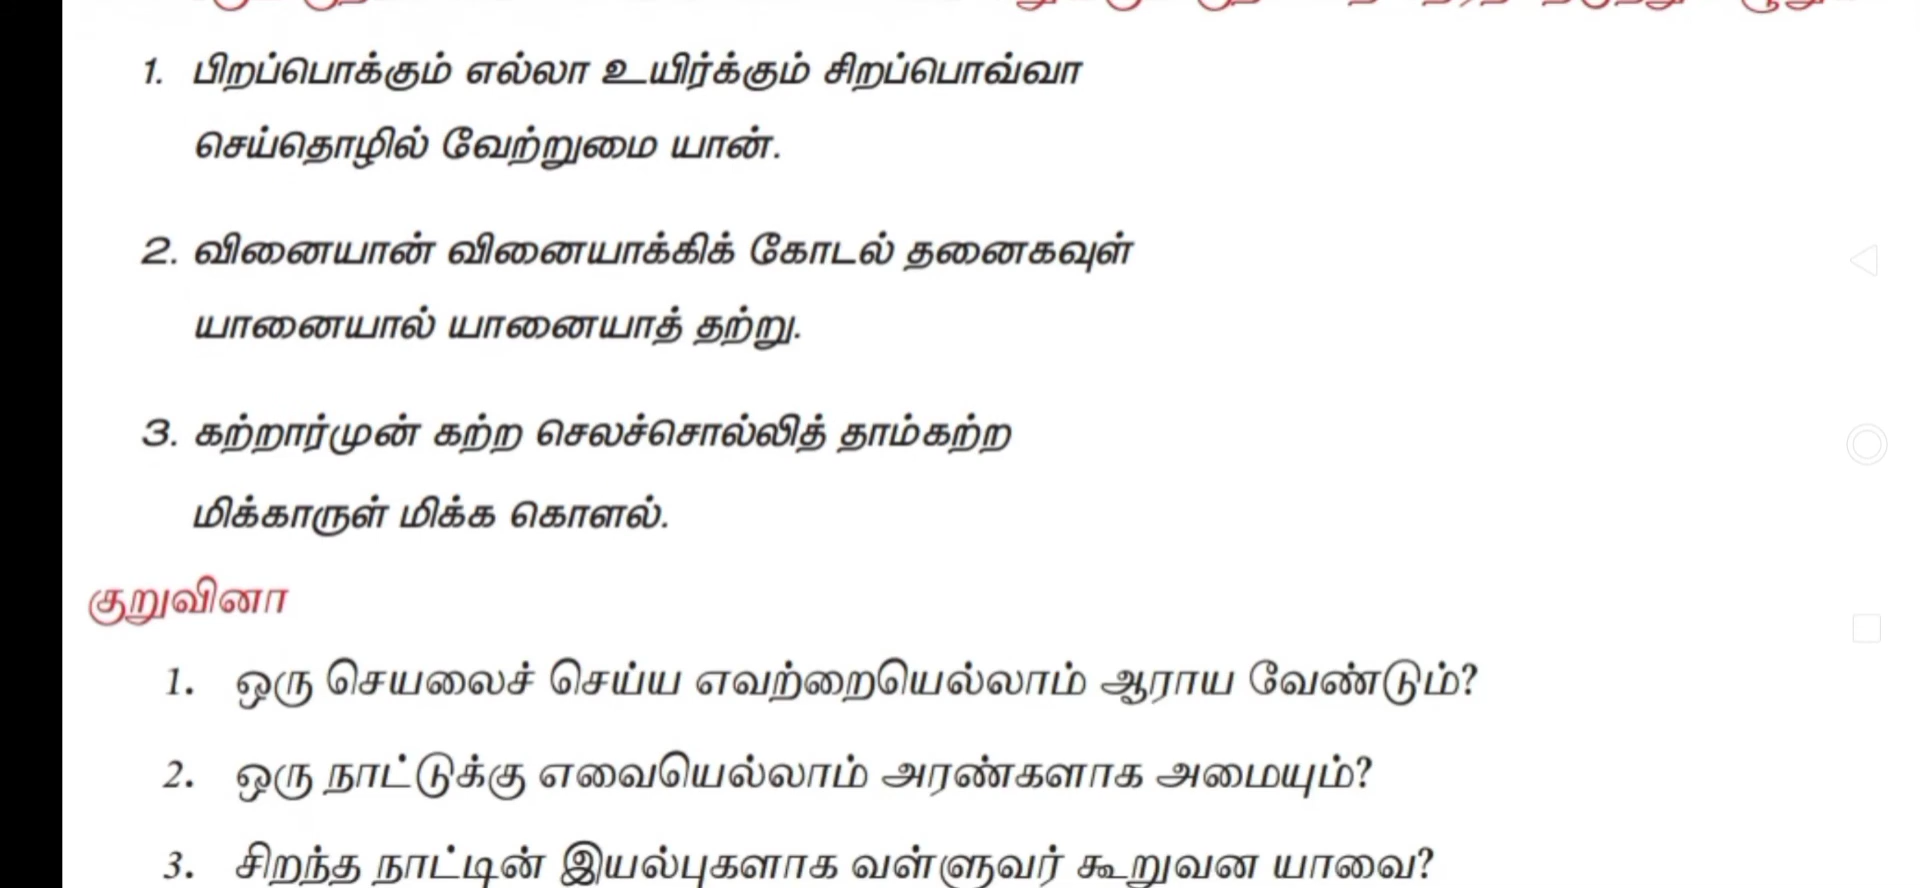 1. பிறப்பொக்கும் எல்லா உயிர்க்கும் சிறப்பொவ்வா
செய்தொழில் வேற்றுமை யான்.
2. வினையான் வினையாக்கிக் கோடல் தனைகவுள்
யானையால் யானையாத் தற்று.
3. கற்றார்முன் கற்ற செலச்சொல்லித் தாம்கற்ற
மிக்காருள் மிக்க கொளல்.
குறுவினா
1. ஒரு செயலைச் செய்ய எவற்றையெல்லாம் ஆராய வேண்டும்?
2. ஒரு நாட்டுக்கு எவையெல்லாம் அரண்களாக அமையும்?
3. சிறந்த நாட்டின் இயல்புகளாக வள்ளுவர் கூறுவன யாவை?